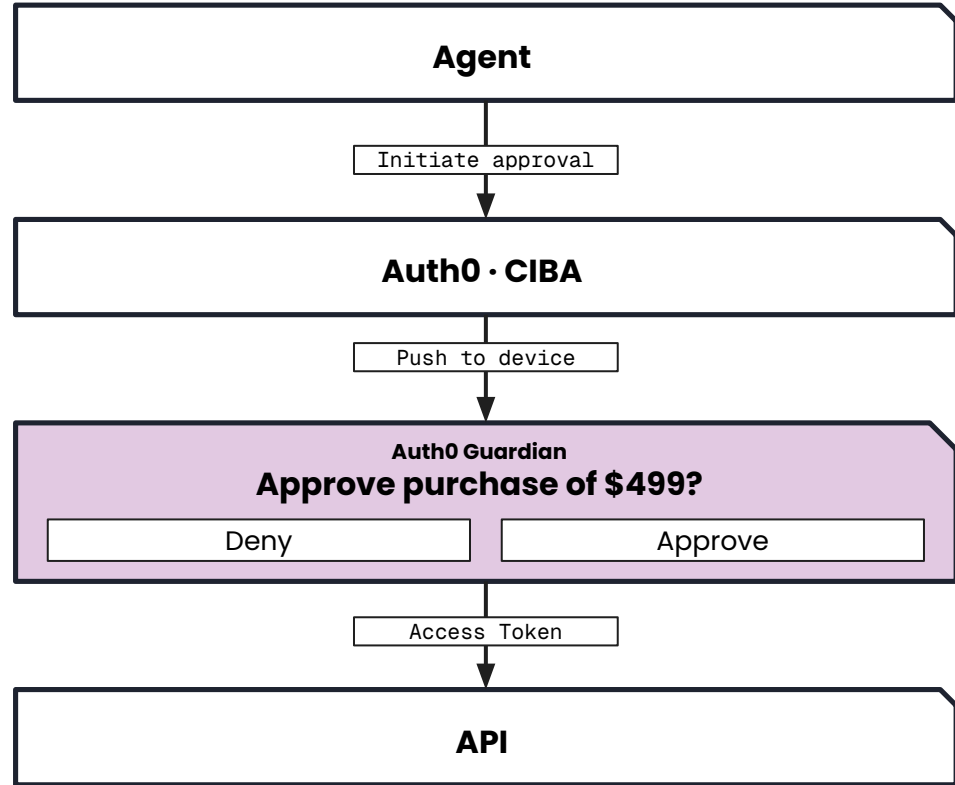 Agent
Initiate approval
Auth0 · CIBA
Push to device
Auth0 Guardian
Approve purchase of $499?
Deny
Approve
Access Token
API